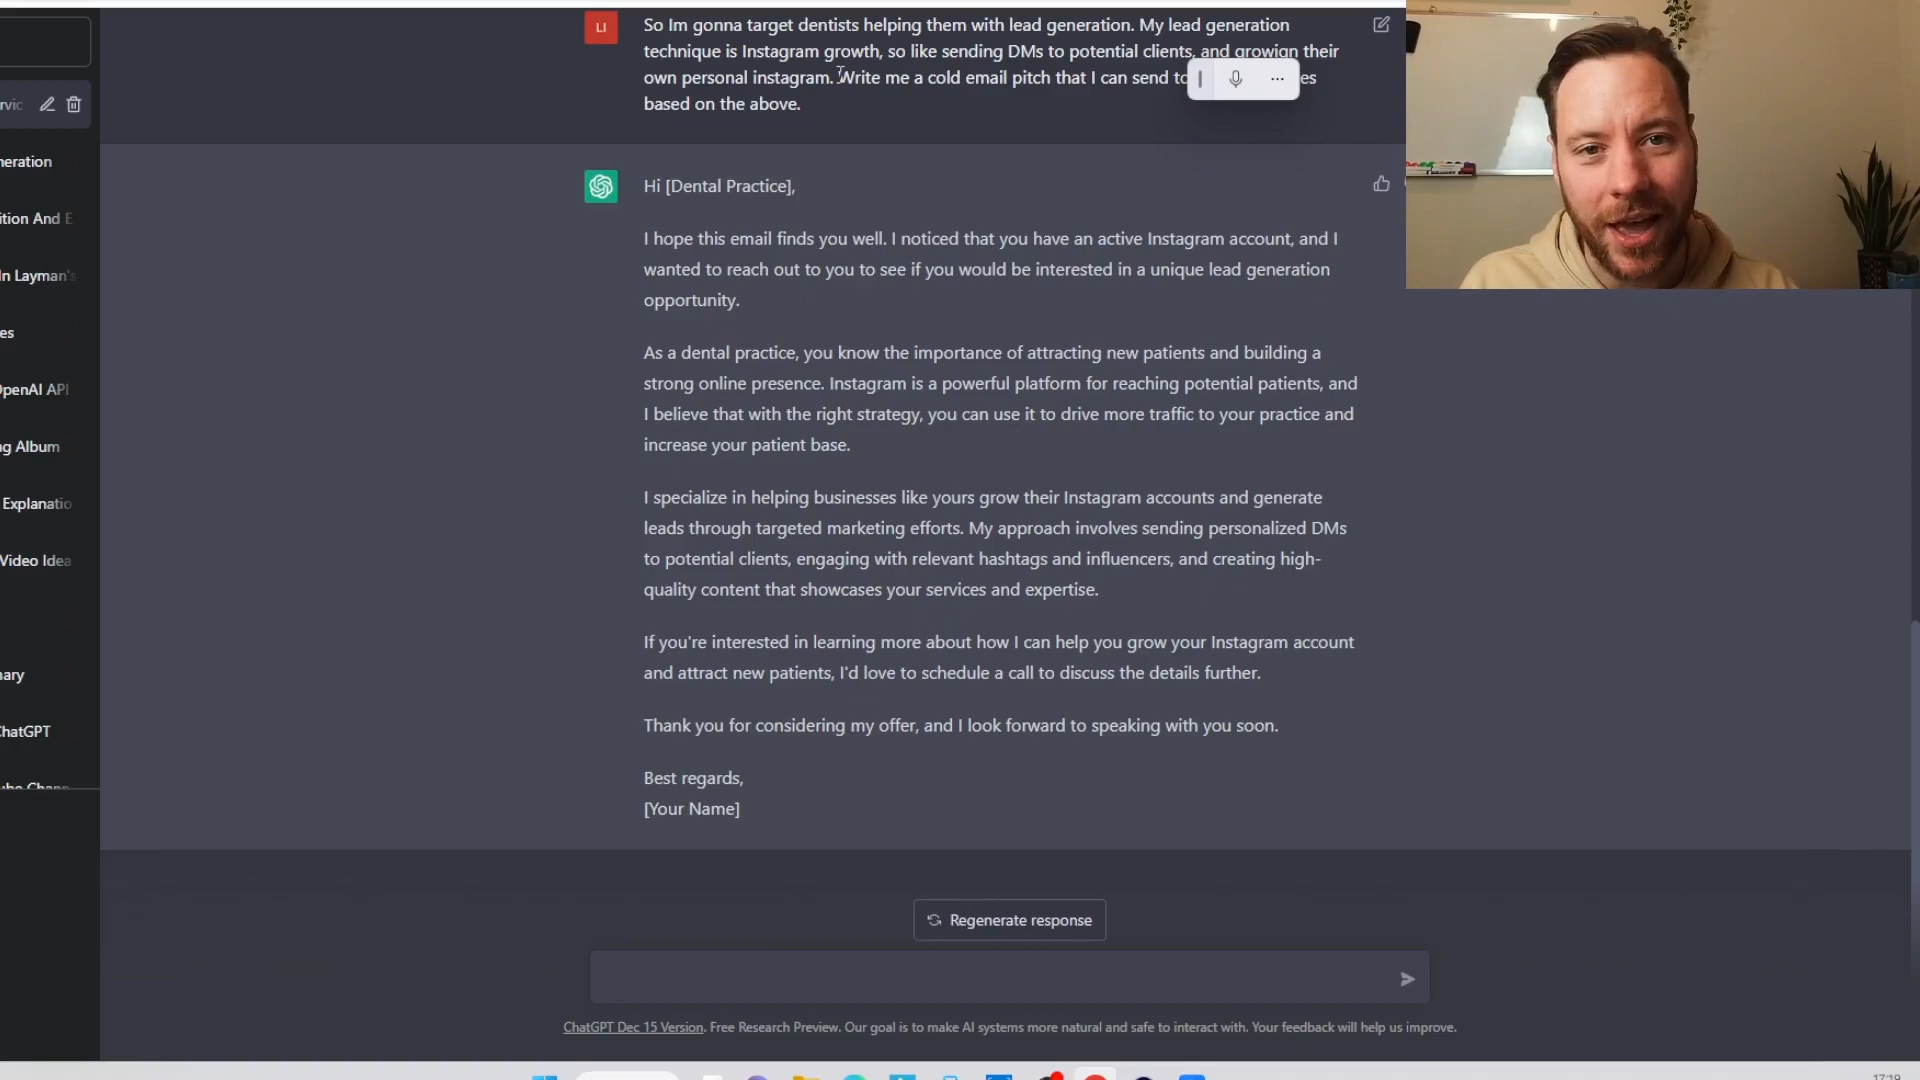 LI
So Im gonna target dentists helping them with lead generation. My lead generation
technique is Instagram growth, so like sending DMs to potential clients, and growign their
own personal instagram. Write me a cold email pitch that I can send to es
based on the above.
rvic
neration
ition And E
In Layman's
es
OpenAI API
ng Album
Explanatio
Video Idea
nary
ChatGPT
Hi [Dental Practice],
I hope this email finds you well. I noticed that you have an active Instagram account, and I
wanted to reach out to you to see if you would be interested in a unique lead generation
opportunity.
As a dental practice, you know the importance of attracting new patients and building a
strong online presence. Instagram is a powerful platform for reaching potential patients, and
I believe that with the right strategy, you can use it to drive more traffic to your practice and
increase your patient base.
I specialize in helping businesses like yours grow their Instagram accounts and generate
leads through targeted marketing efforts. My approach involves sending personalized DMs
to potential clients, engaging with relevant hashtags and influencers, and creating high-
quality content that showcases your services and expertise.
If you're interested in learning more about how I can help you grow your Instagram account
and attract new patients, I'd love to schedule a call to discuss the details further.
Thank you for considering my offer, and I look forward to speaking with you soon.
Best regards,
[Your Name]
Regenerate response
ChatGPT Dec 15 Version. Free Research Preview. Our goal is to make AI systems more natural and safe to interact with. Your feedback will help us improve.
17:19